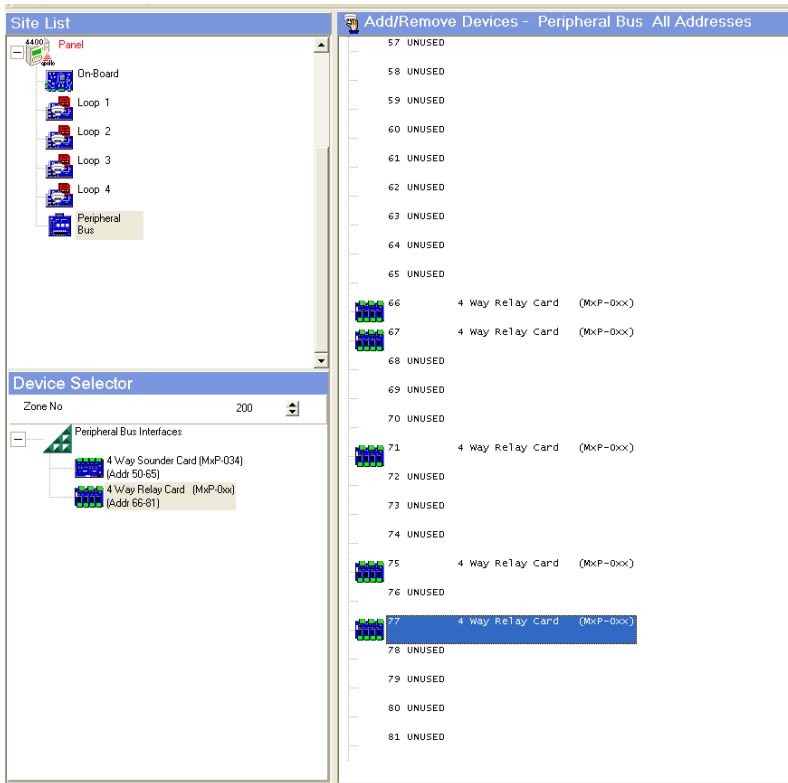 Site List
4400
Panel
apollo
On-Board
Loop 1
Loop 2
Loop 3
Loop 4
Peripheral
Bus
Device Selector
Zone No 200
Peripheral Bus Interfaces
4 Way Sounder Card (MxP-034)
(Addr 50-65)
4 Way Relay Card (MxP-0xx)
(Addr 66-81)
Add/Remove Devices - Peripheral Bus All Addresses
57 UNUSED
58 UNUSED
59 UNUSED
60 UNUSED
61 UNUSED
62 UNUSED
63 UNUSED
64 UNUSED
65 UNUSED
66 4 Way Relay Card (MxP-0xx)
67 4 Way Relay Card (MxP-0xx)
68 UNUSED
69 UNUSED
70 UNUSED
71 4 Way Relay Card (MxP-0xx)
72 UNUSED
73 UNUSED
74 UNUSED
75 4 Way Relay Card (MxP-0xx)
76 UNUSED
77 4 Way Relay Card (MxP-0xx)
78 UNUSED
79 UNUSED
80 UNUSED
81 UNUSED